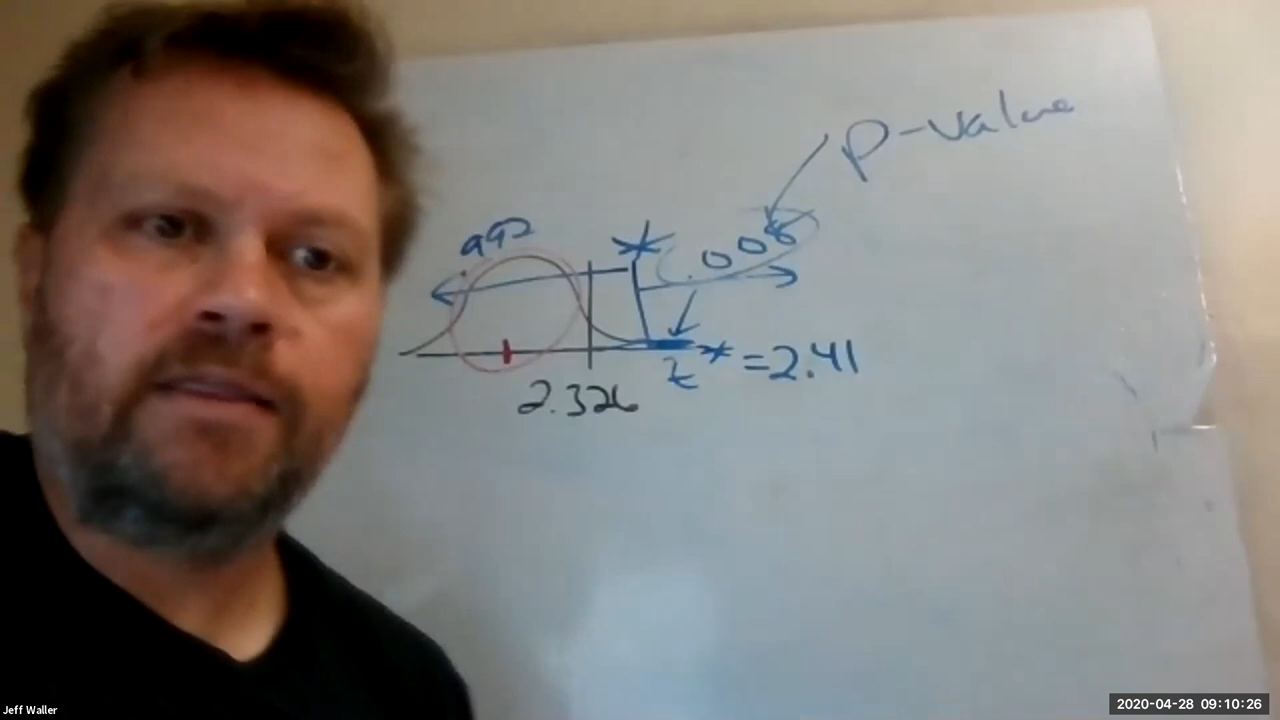 P-value
.992
.008
z* = 2.41
2.326
Jeff Waller
2020-04-28 09:10:26